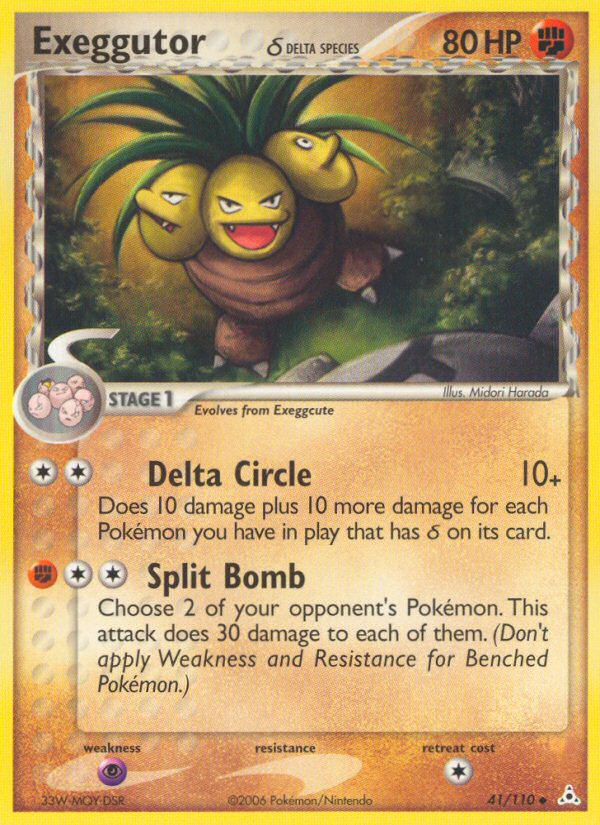 Exeggutor δ DELTA SPECIES 80 HP
Illus. Midori Harada
STAGE 1
Evolves from Exeggcute
Delta Circle 10+
Does 10 damage plus 10 more damage for each
Pokémon you have in play that has δ on its card.
Split Bomb
Choose 2 of your opponent's Pokémon. This
attack does 30 damage to each of them. (Don't
apply Weakness and Resistance for Benched
Pokémon.)
weakness resistance retreat cost
33W-MQY-DSR ©2006 Pokémon/Nintendo 41/110